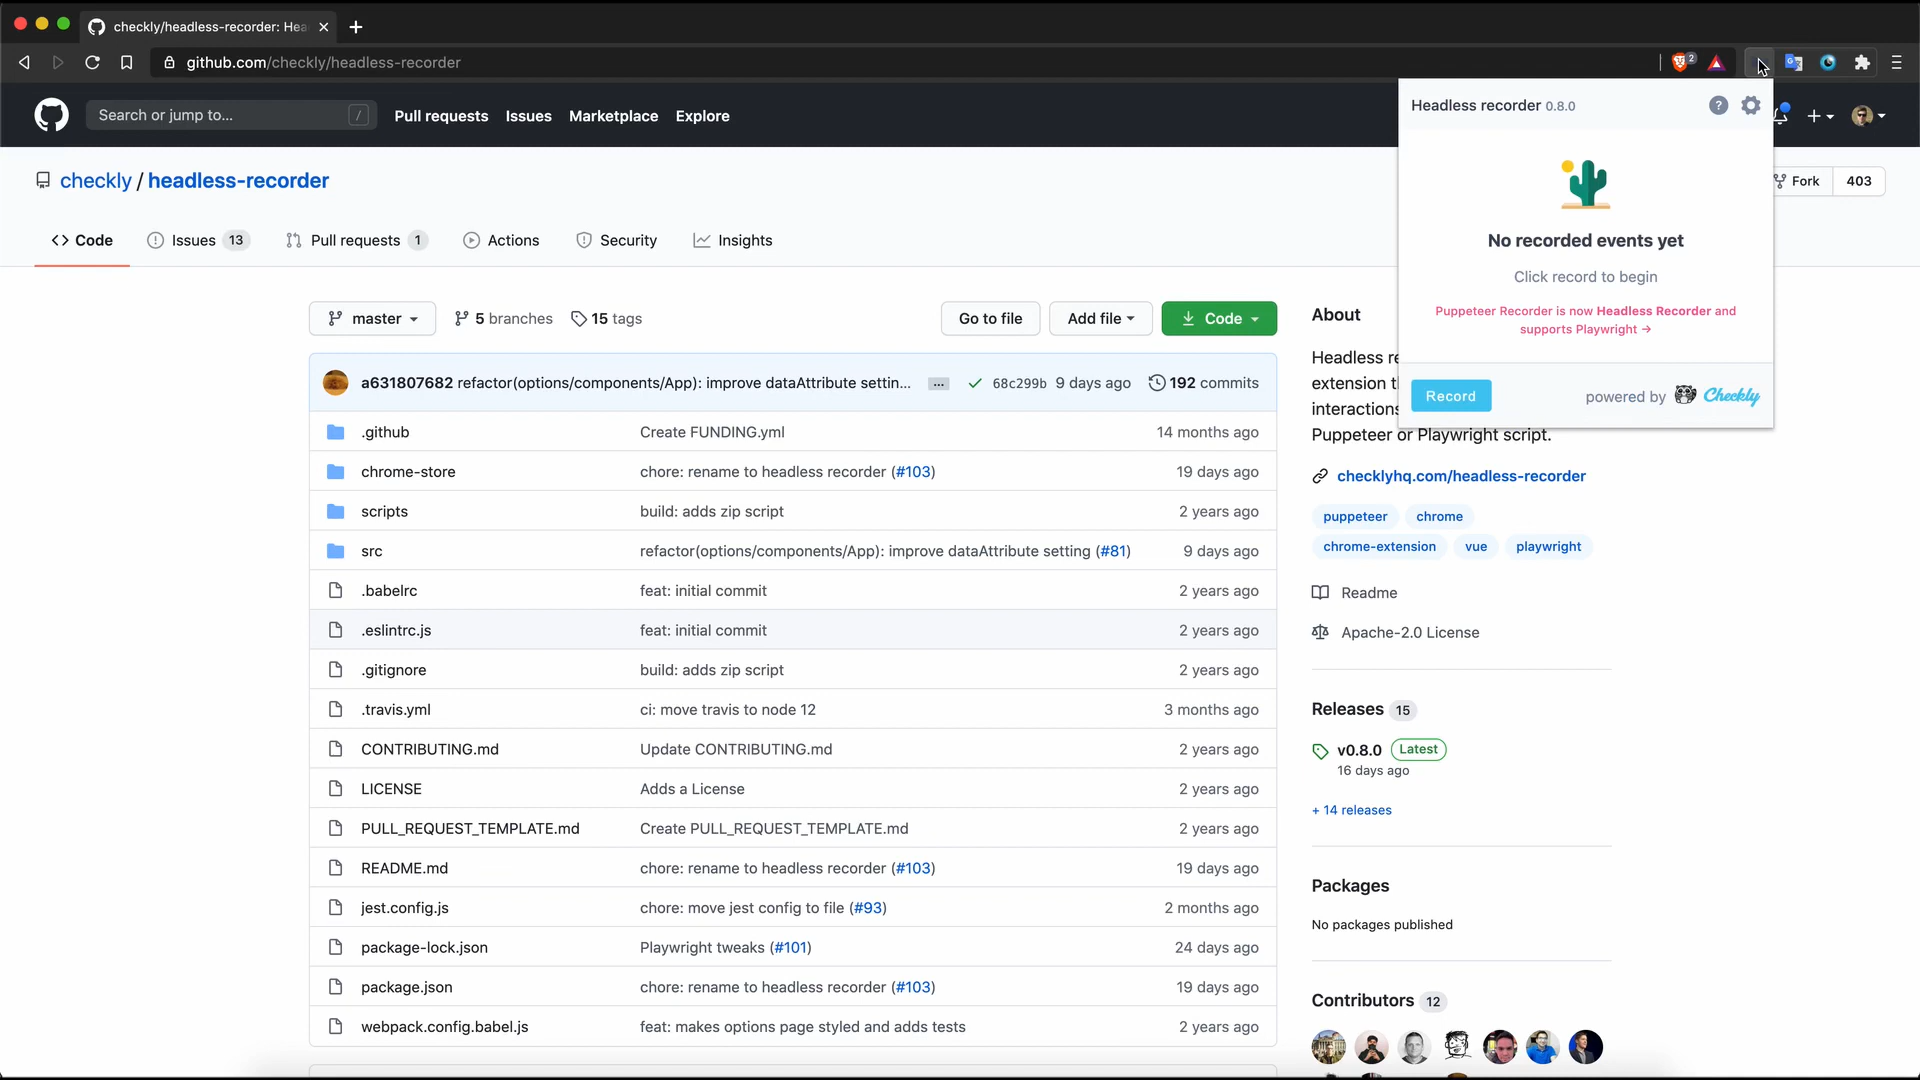 checkly/headless-recorder: Hea
github.com/checkly/headless-recorder
2
Search or jump to...
/
Pull requests
Issues
Marketplace
Explore
Headless recorder 0.8.0
?
No recorded events yet
Click record to begin
Puppeteer Recorder is now Headless Recorder and
supports Playwright →
Record
powered by
Checkly
checkly / headless-recorder
Fork
403
Code
Issues 13
Pull requests 1
Actions
Security
Insights
master
5 branches
15 tags
Go to file
Add file
Code
a631807682 refactor(options/components/App): improve dataAttribute settin...
...
68c299b 9 days ago
192 commits
.github Create FUNDING.yml 14 months ago
chrome-store chore: rename to headless recorder (#103) 19 days ago
scripts build: adds zip script 2 years ago
src refactor(options/components/App): improve dataAttribute setting (#81) 9 days ago
.babelrc feat: initial commit 2 years ago
.eslintrc.js feat: initial commit 2 years ago
.gitignore build: adds zip script 2 years ago
.travis.yml ci: move travis to node 12 3 months ago
CONTRIBUTING.md Update CONTRIBUTING.md 2 years ago
LICENSE Adds a License 2 years ago
PULL_REQUEST_TEMPLATE.md Create PULL_REQUEST_TEMPLATE.md 2 years ago
README.md chore: rename to headless recorder (#103) 19 days ago
jest.config.js chore: move jest config to file (#93) 2 months ago
package-lock.json Playwright tweaks (#101) 24 days ago
package.json chore: rename to headless recorder (#103) 19 days ago
webpack.config.babel.js feat: makes options page styled and adds tests 2 years ago
About
Headless re
extension t
interactions
Puppeteer or Playwright script.
checklyhq.com/headless-recorder
puppeteer
chrome
chrome-extension
vue
playwright
Readme
Apache-2.0 License
Releases 15
v0.8.0 Latest
16 days ago
+ 14 releases
Packages
No packages published
Contributors 12